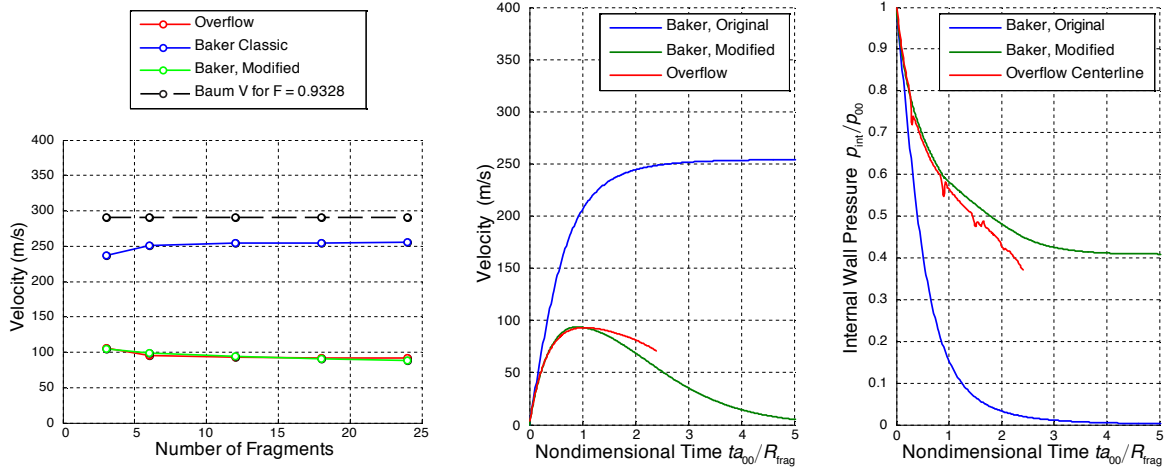 Overflow
Baker Classic
Baker, Modified
Baum V for F = 0.9328
400
350
300
250
200
150
100
50
0
Velocity (m/s)
0 5 10 15 20 25
Number of Fragments
400
350
300
250
200
150
100
50
0
Velocity (m/s)
Baker, Original
Baker, Modified
Overflow
0 1 2 3 4 5
Nondimensional Time ta00/Rfrag
1
0.9
0.8
0.7
0.6
0.5
0.4
0.3
0.2
0.1
0
Internal Wall Pressure pint/p00
Baker, Original
Baker, Modified
Overflow Centerline
0 1 2 3 4 5
Nondimensional Time ta00/Rfrag